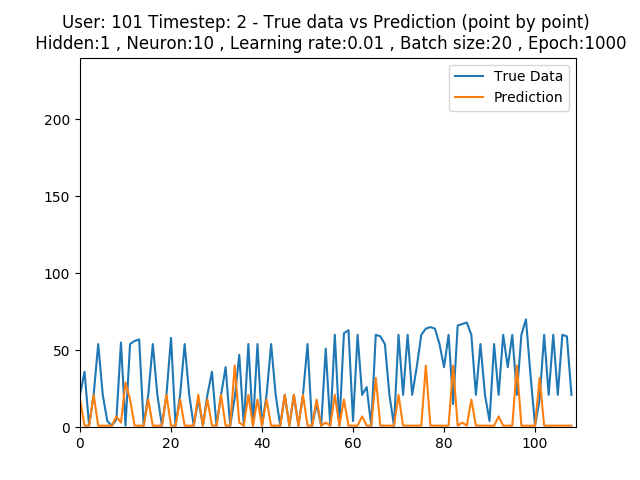 User: 101 Timestep: 2 - True data vs Prediction (point by point)
Hidden:1 , Neuron:10 , Learning rate:0.01 , Batch size:20 , Epoch:1000
True Data
Prediction
200
150
100
50
0
0 20 40 60 80 100